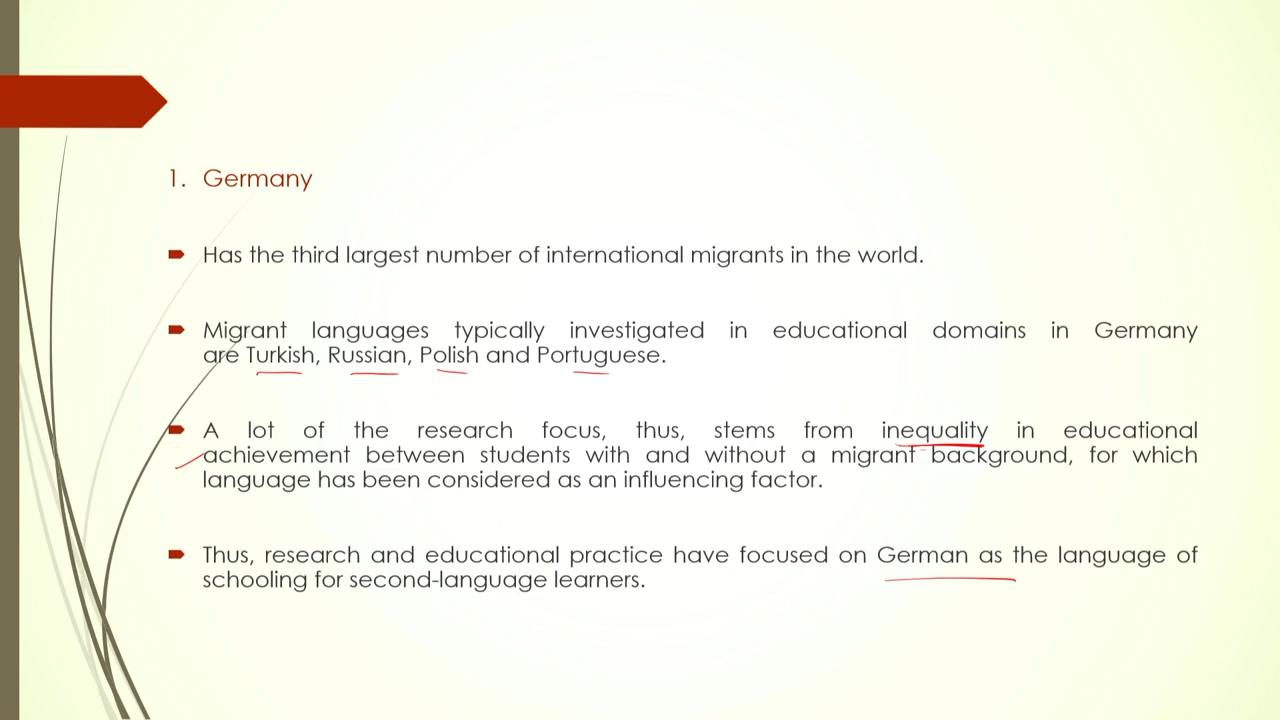 1. Germany
Has the third largest number of international migrants in the world.
Migrant languages typically investigated in educational domains in Germany
are Turkish, Russian, Polish and Portuguese.
A lot of the research focus, thus, stems from inequality in educational
achievement between students with and without a migrant background, for which
language has been considered as an influencing factor.
Thus, research and educational practice have focused on German as the language of
schooling for second-language learners.